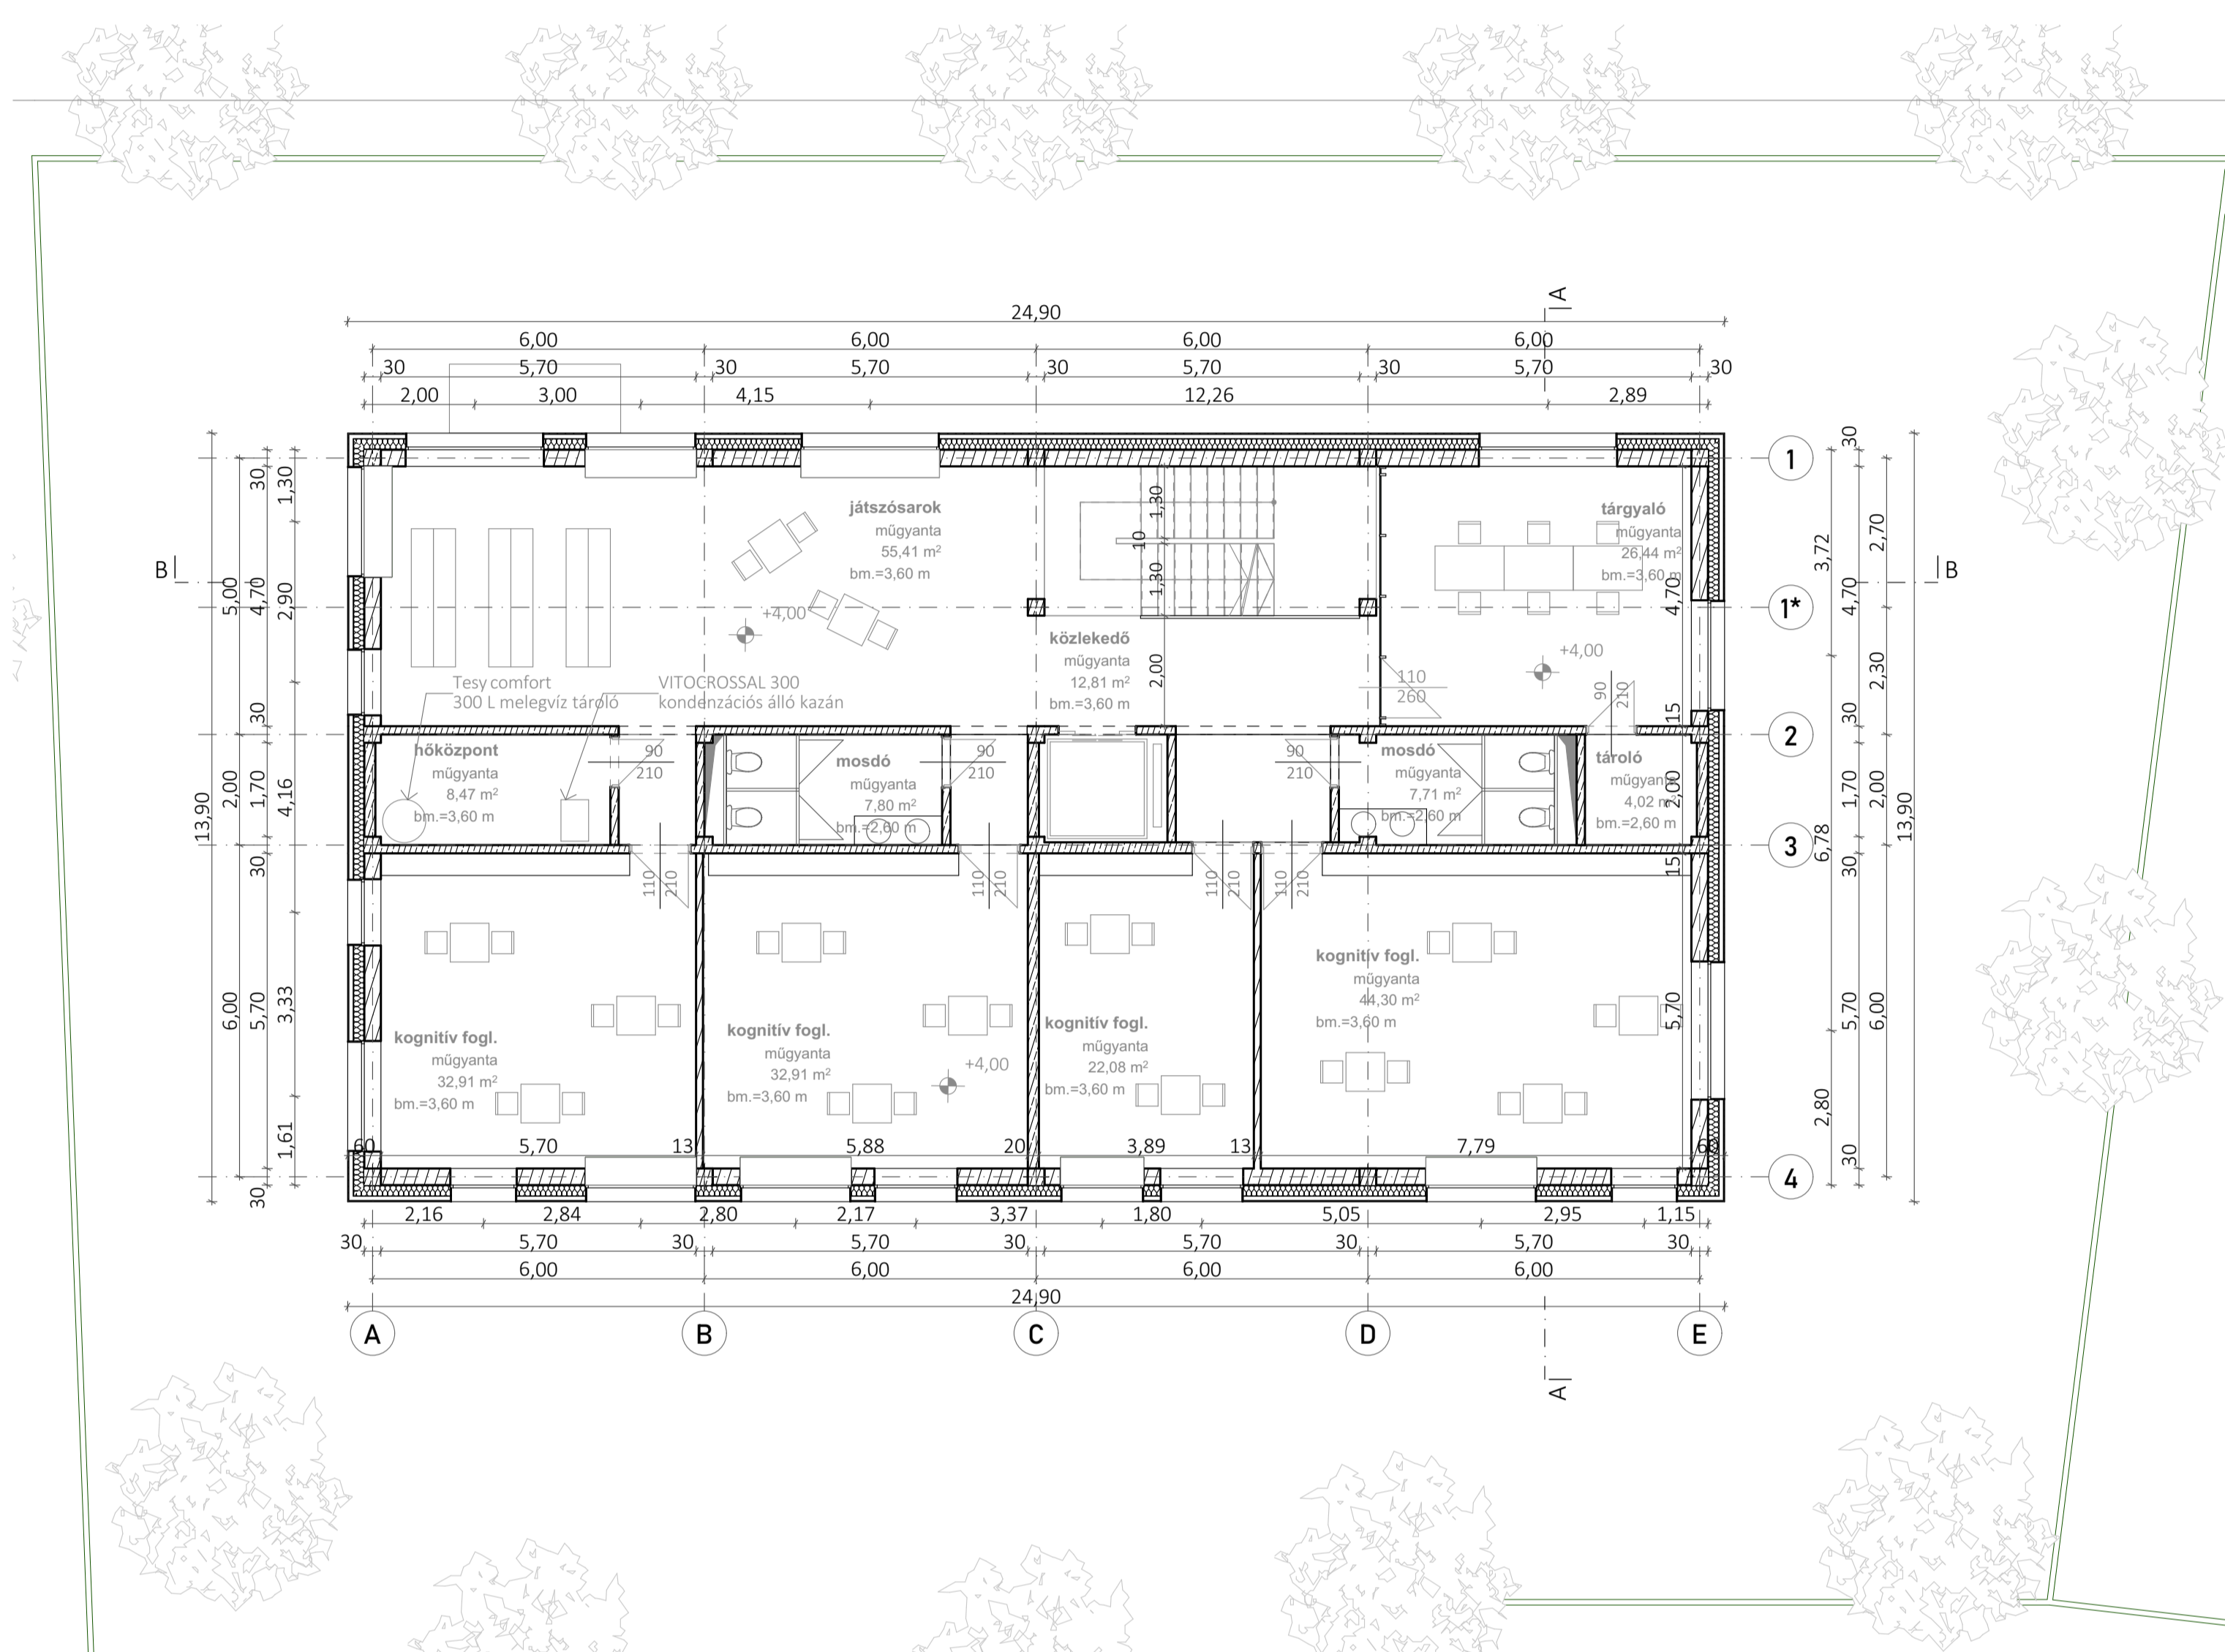 A
24,90
6,00 6,00 6,00 6,00
30 5,70 30 5,70 30 5,70 30 5,70 30
2,00 3,00 4,15 12,26 2,89
13,90
5,00 2,00 6,00
30 4,70 30 1,70 30 5,70 30
1,30 2,90 4,16 3,33 1,61
B
játszósarok
műgyanta
55,41 m²
bm.=3,60 m
+4,00
1,30
10
1,30
2,00
közlekedő
műgyanta
12,81 m²
bm.=3,60 m
tárgyaló
műgyanta
26,44 m²
bm.=3,60 m
4,70
+4,00
110
260
90
210
15
Tesy comfort
300 L melegvíz tároló
VITOCROSSAL 300
kondenzációs álló kazán
hőközpont
műgyanta
8,47 m²
bm.=3,60 m
90
210
mosdó
műgyanta
7,80 m²
bm.=2,60 m
90
210
90
210
mosdó
műgyanta
7,71 m²
bm.=2,60 m
tároló
műgyanta
4,02 m²
bm.=2,60 m
2,00
15
110
210
110
210
110
210
110
210
kognitív fogl.
műgyanta
32,91 m²
bm.=3,60 m
kognitív fogl.
műgyanta
32,91 m²
bm.=3,60 m
+4,00
kognitív fogl.
műgyanta
22,08 m²
bm.=3,60 m
kognitív fogl.
műgyanta
44,30 m²
bm.=3,60 m
5,70
60 5,70 13 5,88 20 3,89 13 7,79 60
3,72 6,78 2,80
30 4,70 30 1,70 30 5,70 30
2,70 2,30 2,00 6,00
13,90
1
B
1*
2
3
4
2,16 2,84 2,80 2,17 3,37 1,80 5,05 2,95 1,15
30 5,70 30 5,70 30 5,70 30 5,70 30
6,00 6,00 6,00 6,00
24,90
A B C D E
A